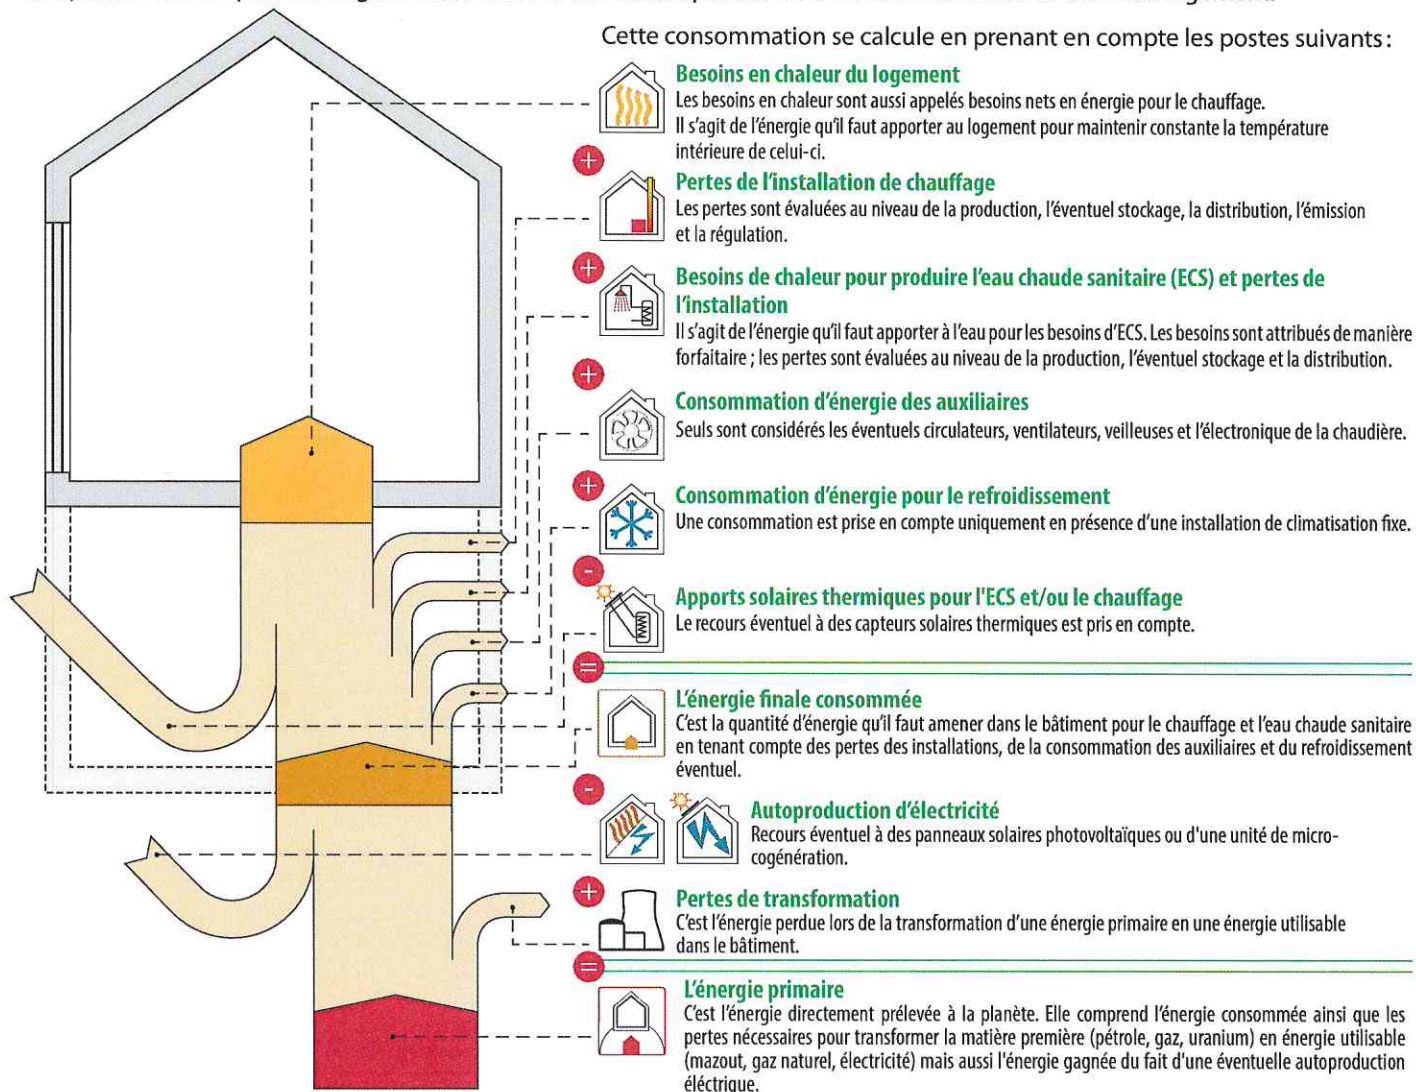 Cette consommation se calcule en prenant en compte les postes suivants :
Besoins en chaleur du logement
Les besoins en chaleur sont aussi appelés besoins nets en énergie pour le chauffage.
Il s'agit de l'énergie qu'il faut apporter au logement pour maintenir constante la température
intérieure de celui-ci.
+
Pertes de l'installation de chauffage
Les pertes sont évaluées au niveau de la production, l'éventuel stockage, la distribution, l'émission
et la régulation.
+
Besoins de chaleur pour produire l'eau chaude sanitaire (ECS) et pertes de
l'installation
Il s'agit de l'énergie qu'il faut apporter à l'eau pour les besoins d'ECS. Les besoins sont attribués de manière
forfaitaire ; les pertes sont évaluées au niveau de la production, l'éventuel stockage et la distribution.
+
Consommation d'énergie des auxiliaires
Seuls sont considérés les éventuels circulateurs, ventilateurs, veilleuses et l'électronique de la chaudière.
+
Consommation d'énergie pour le refroidissement
Une consommation est prise en compte uniquement en présence d'une installation de climatisation fixe.
-
Apports solaires thermiques pour l'ECS et/ou le chauffage
Le recours éventuel à des capteurs solaires thermiques est pris en compte.
=
L'énergie finale consommée
C'est la quantité d'énergie qu'il faut amener dans le bâtiment pour le chauffage et l'eau chaude sanitaire
en tenant compte des pertes des installations, de la consommation des auxiliaires et du refroidissement
éventuel.
-
Autoproduction d'électricité
Recours éventuel à des panneaux solaires photovoltaïques ou d'une unité de micro-
cogénération.
+
Pertes de transformation
C'est l'énergie perdue lors de la transformation d'une énergie primaire en une énergie utilisable
dans le bâtiment.
=
L'énergie primaire
C'est l'énergie directement prélevée à la planète. Elle comprend l'énergie consommée ainsi que les
pertes nécessaires pour transformer la matière première (pétrole, gaz, uranium) en énergie utilisable
(mazout, gaz naturel, électricité) mais aussi l'énergie gagnée du fait d'une éventuelle autoproduction
éléctrique.